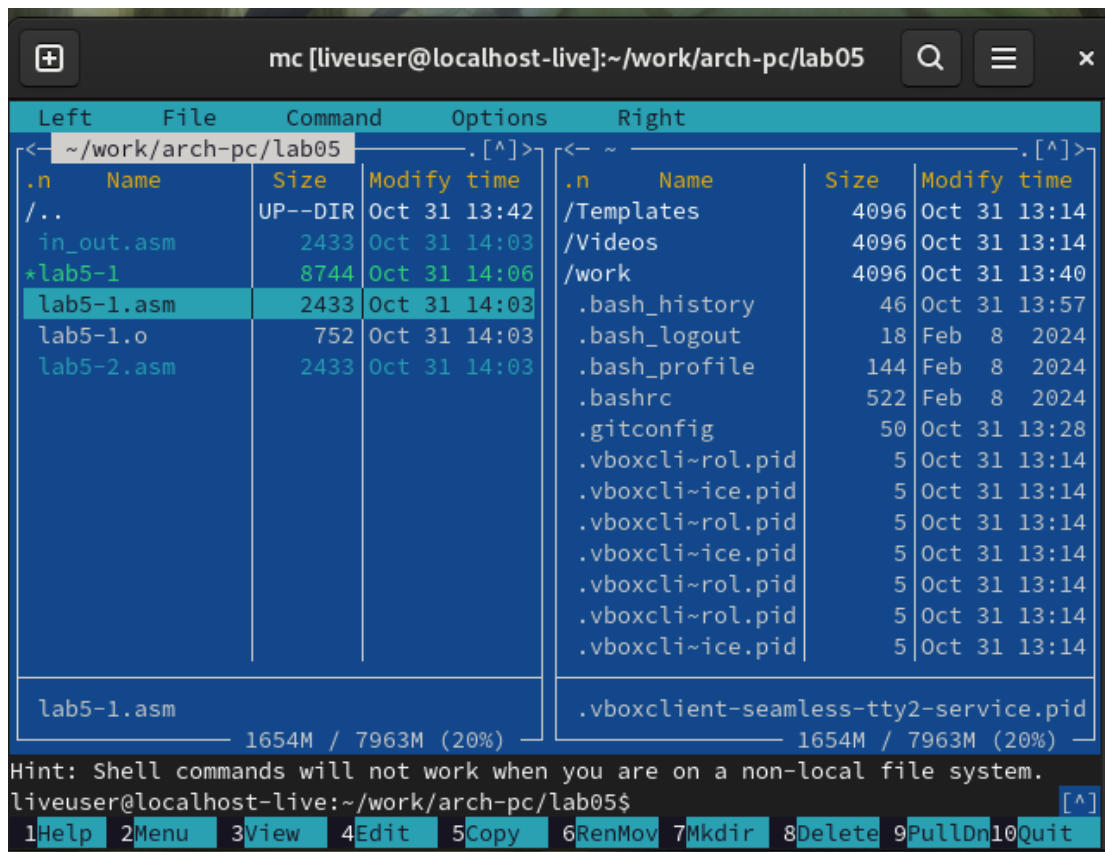 mc [liveuser@localhost-live]:~/work/arch-pc/lab05
Left File Command Options Right
<— ~/work/arch-pc/lab05 .[^]> <— ~ .[^]>
.n Name Size Modify time .n Name Size Modify time
/.. UP--DIR Oct 31 13:42 /Templates 4096 Oct 31 13:14
in_out.asm 2433 Oct 31 14:03 /Videos 4096 Oct 31 13:14
*lab5-1 8744 Oct 31 14:06 /work 4096 Oct 31 13:40
lab5-1.asm 2433 Oct 31 14:03 .bash_history 46 Oct 31 13:57
lab5-1.o 752 Oct 31 14:03 .bash_logout 18 Feb 8 2024
lab5-2.asm 2433 Oct 31 14:03 .bash_profile 144 Feb 8 2024
.bashrc 522 Feb 8 2024
.gitconfig 50 Oct 31 13:28
.vboxcli~rol.pid 5 Oct 31 13:14
.vboxcli~ice.pid 5 Oct 31 13:14
.vboxcli~rol.pid 5 Oct 31 13:14
.vboxcli~ice.pid 5 Oct 31 13:14
.vboxcli~rol.pid 5 Oct 31 13:14
.vboxcli~rol.pid 5 Oct 31 13:14
.vboxcli~ice.pid 5 Oct 31 13:14
lab5-1.asm .vboxclient-seamless-tty2-service.pid
1654M / 7963M (20%) 1654M / 7963M (20%)
Hint: Shell commands will not work when you are on a non-local file system.
liveuser@localhost-live:~/work/arch-pc/lab05$ [^]
1Help 2Menu 3View 4Edit 5Copy 6RenMov 7Mkdir 8Delete 9PullDn 10Quit